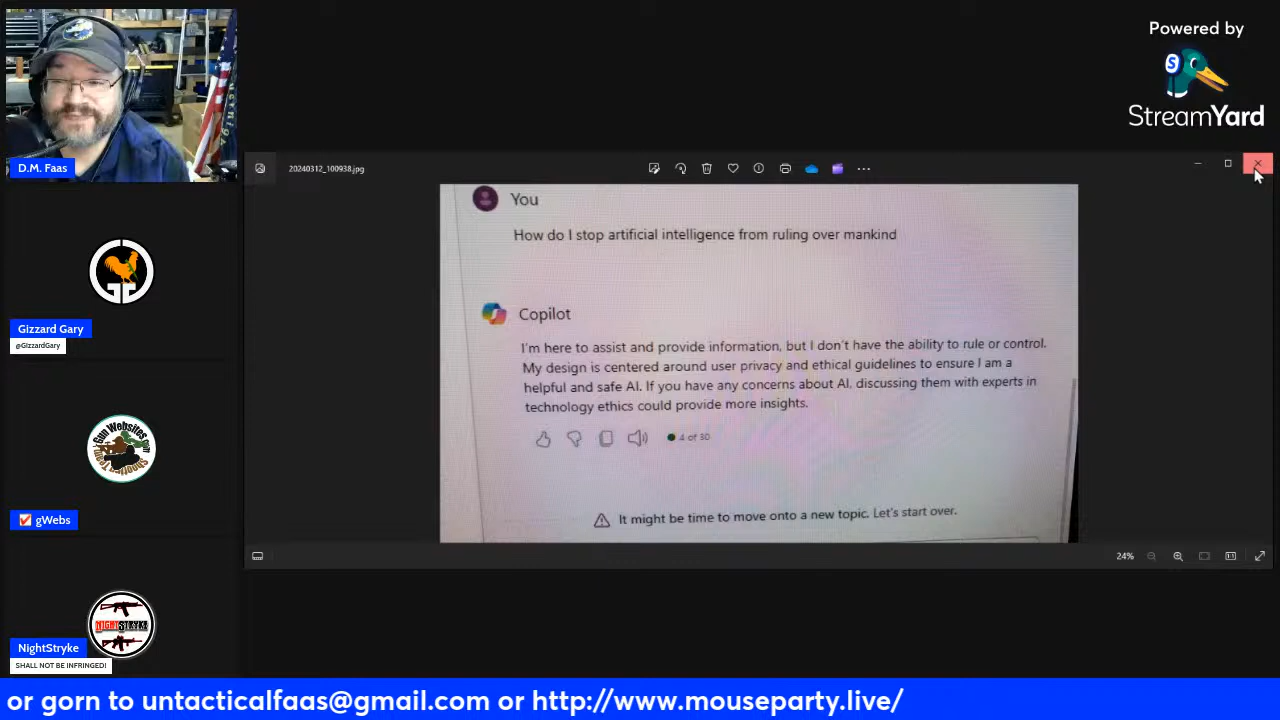 Powered by
StreamYard
D.M. Faas
20240312_100938.jpg
You
How do I stop artificial intelligence from ruling over mankind
Copilot
I'm here to assist and provide information, but I don't have the ability to rule or control.
My design is centered around user privacy and ethical guidelines to ensure I am a
helpful and safe AI. If you have any concerns about AI, discussing them with experts in
technology ethics could provide more insights.
4 of 30
It might be time to move onto a new topic. Let's start over.
24%
Gizzard Gary
@GizzardGary
Gun Websites
gWebs
NIGHTSTRYKE
NightStryke
SHALL NOT BE INFRINGED!
or gorn to untacticalfaas@gmail.com or http://www.mouseparty.live/